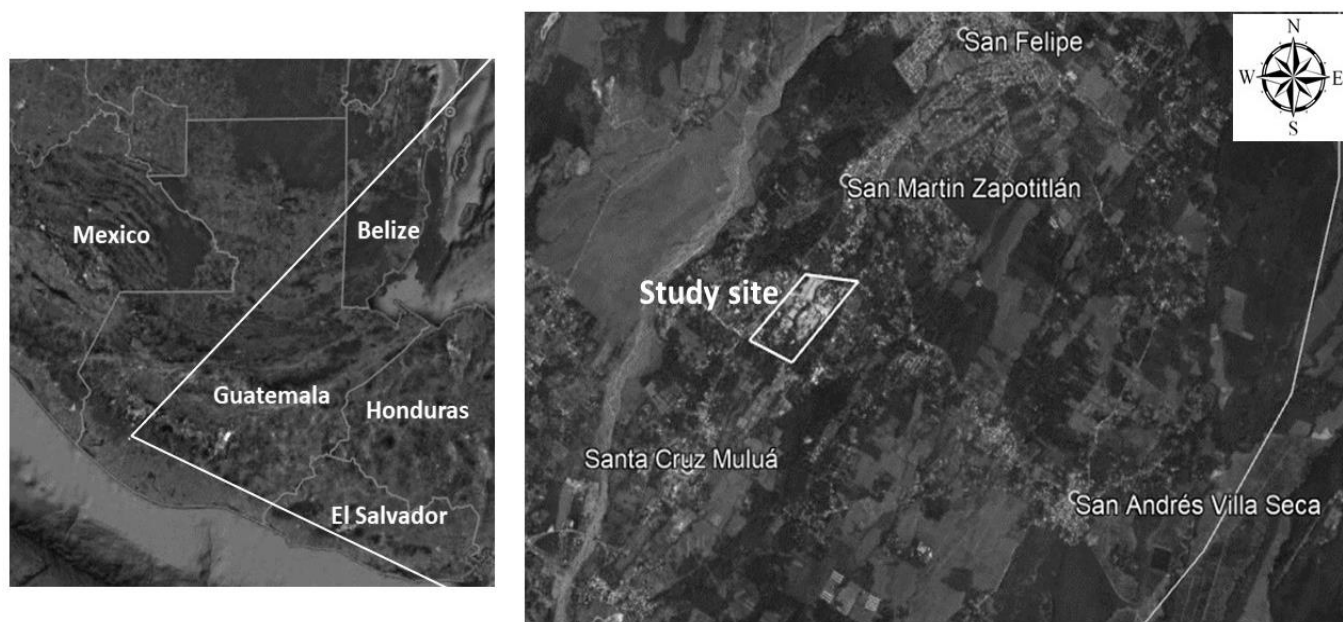 Mexico
Belize
Guatemala
Honduras
El Salvador
San Felipe
San Martin Zapotitlán
Study site
Santa Cruz Muluá
San Andrés Villa Seca
N
W E
S